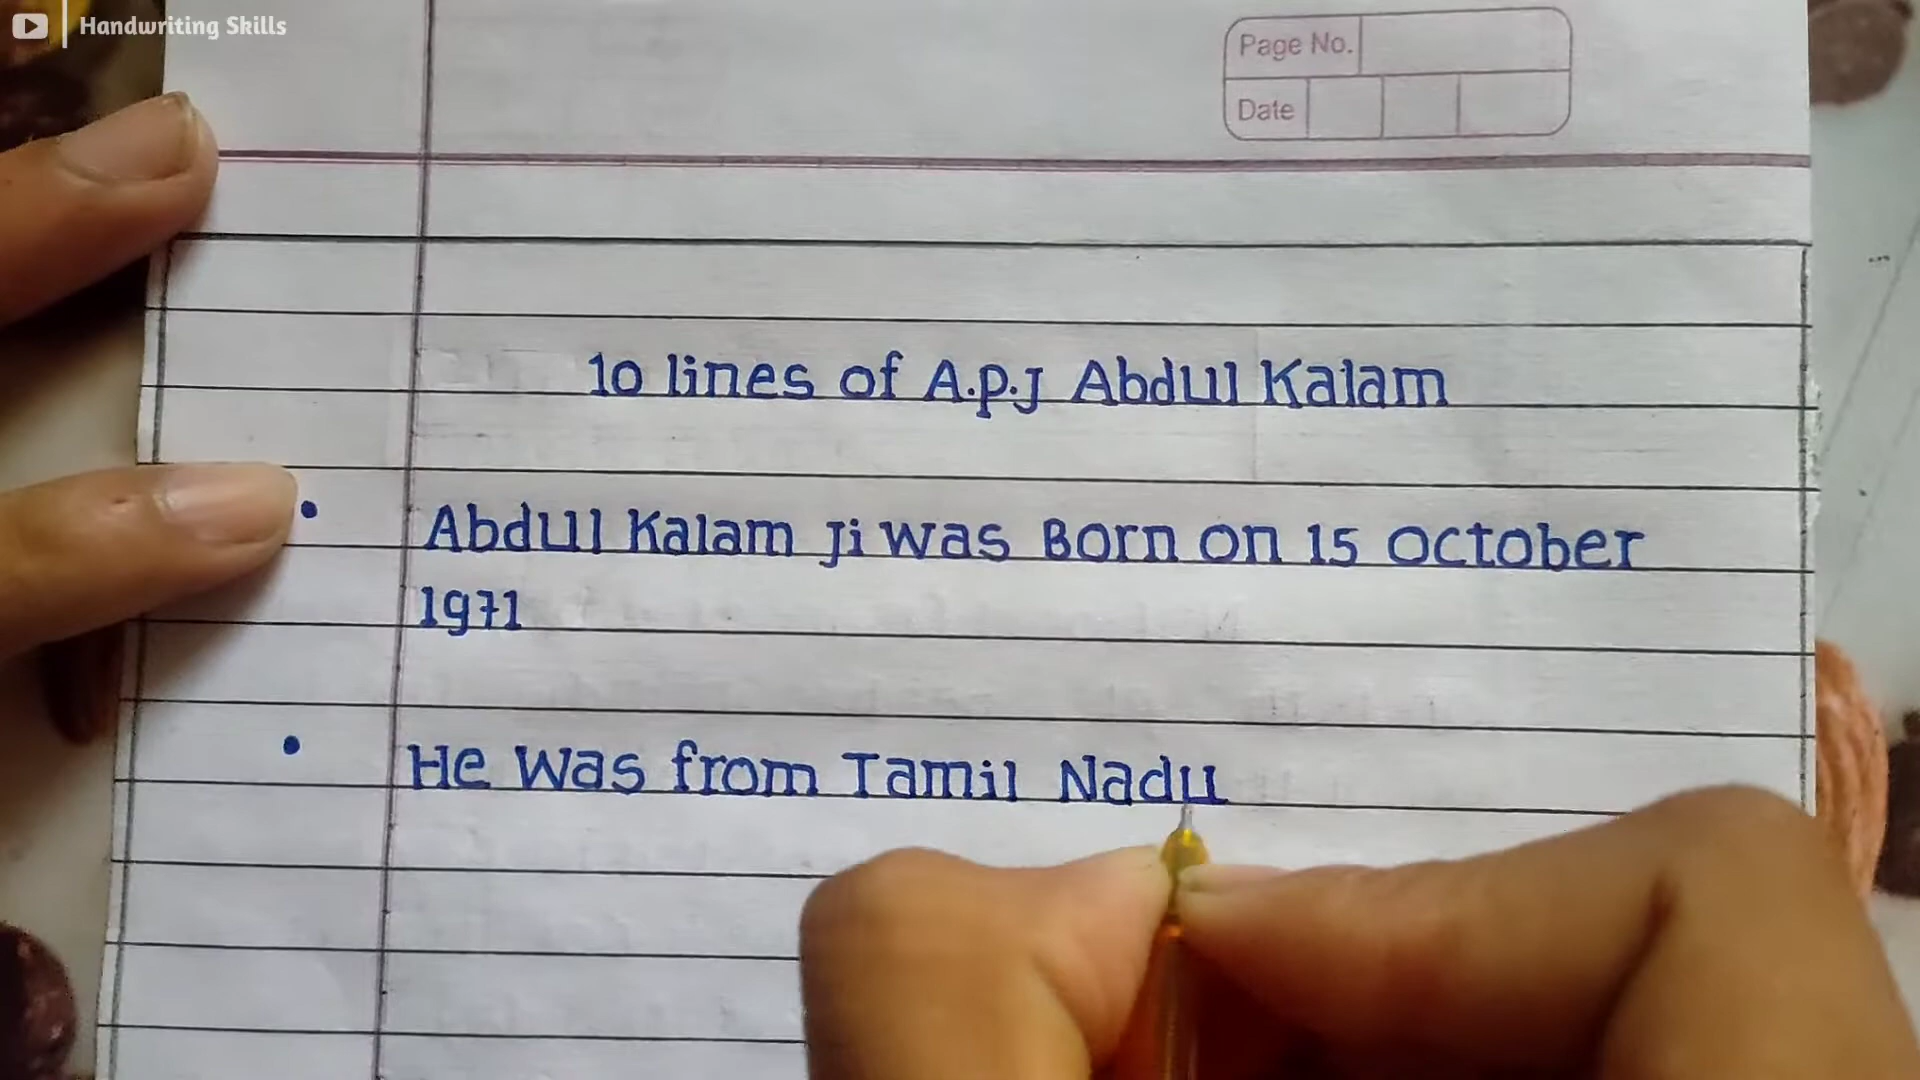 Handwriting Skills
Page No.
Date
10 lines of A.P.J Abdul Kalam
• Abdul Kalam Ji was Born on 15 October
1971
• He was from Tamil Nadu